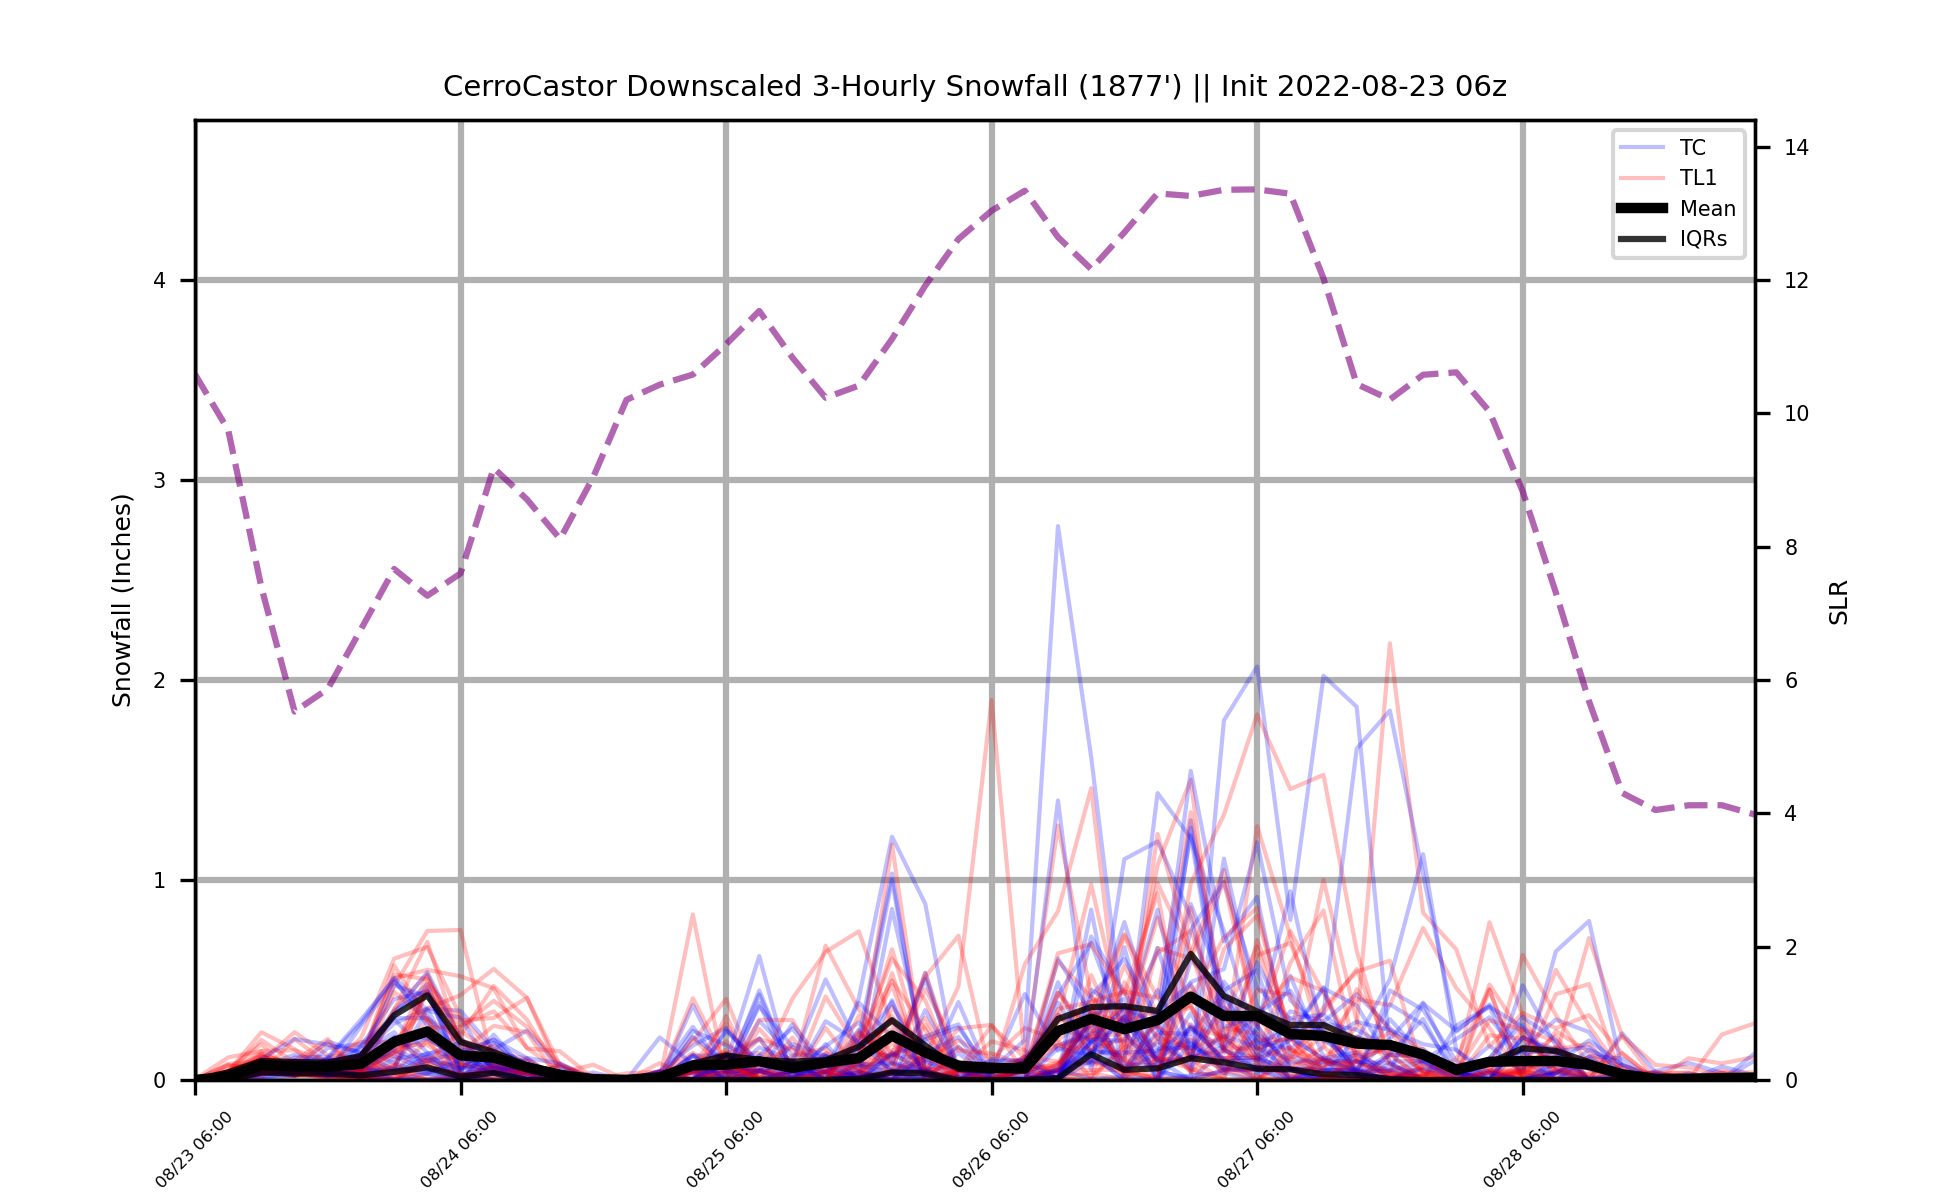 CerroCastor Downscaled 3-Hourly Snowfall (1877') || Init 2022-08-23 06z
TC
TL1
Mean
IQRs
Snowfall (Inches)
4
3
2
1
0
SLR
14
12
10
8
6
4
2
0
08/23 06:00
08/24 06:00
08/25 06:00
08/26 06:00
08/27 06:00
08/28 06:00